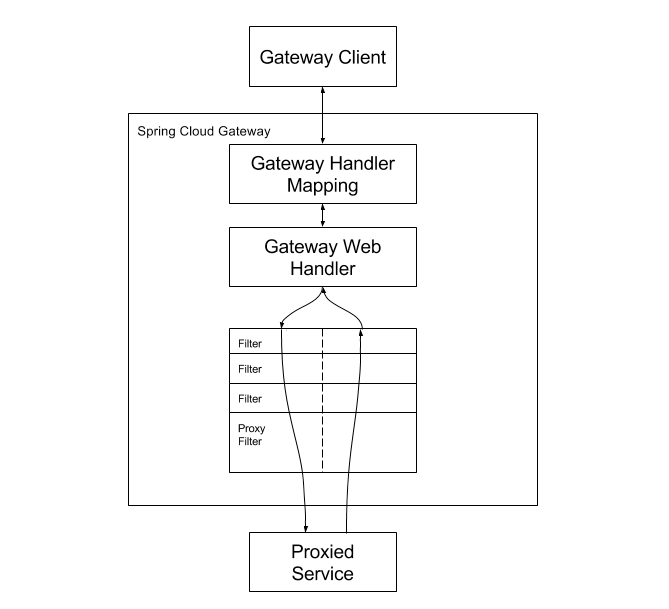 Gateway Client
Spring Cloud Gateway
Gateway Handler
Mapping
Gateway Web
Handler
Filter
Filter
Filter
Proxy
Filter
Proxied
Service